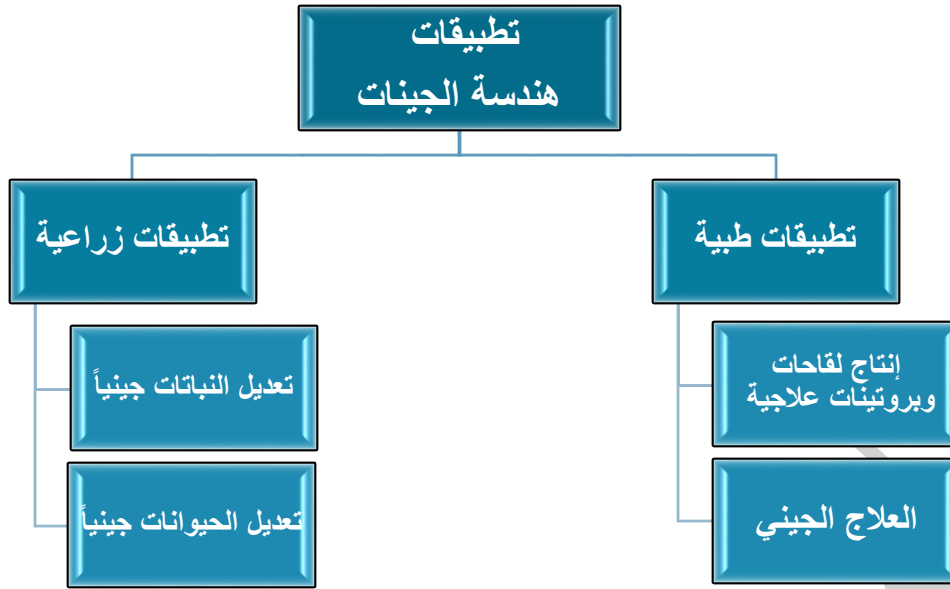 تطبيقات
هندسة الجينات
تطبيقات طبية
إنتاج لقاحات
وبروتينات علاجية
العلاج الجيني
تطبيقات زراعية
تعديل النباتات جينياً
تعديل الحيوانات جينياً